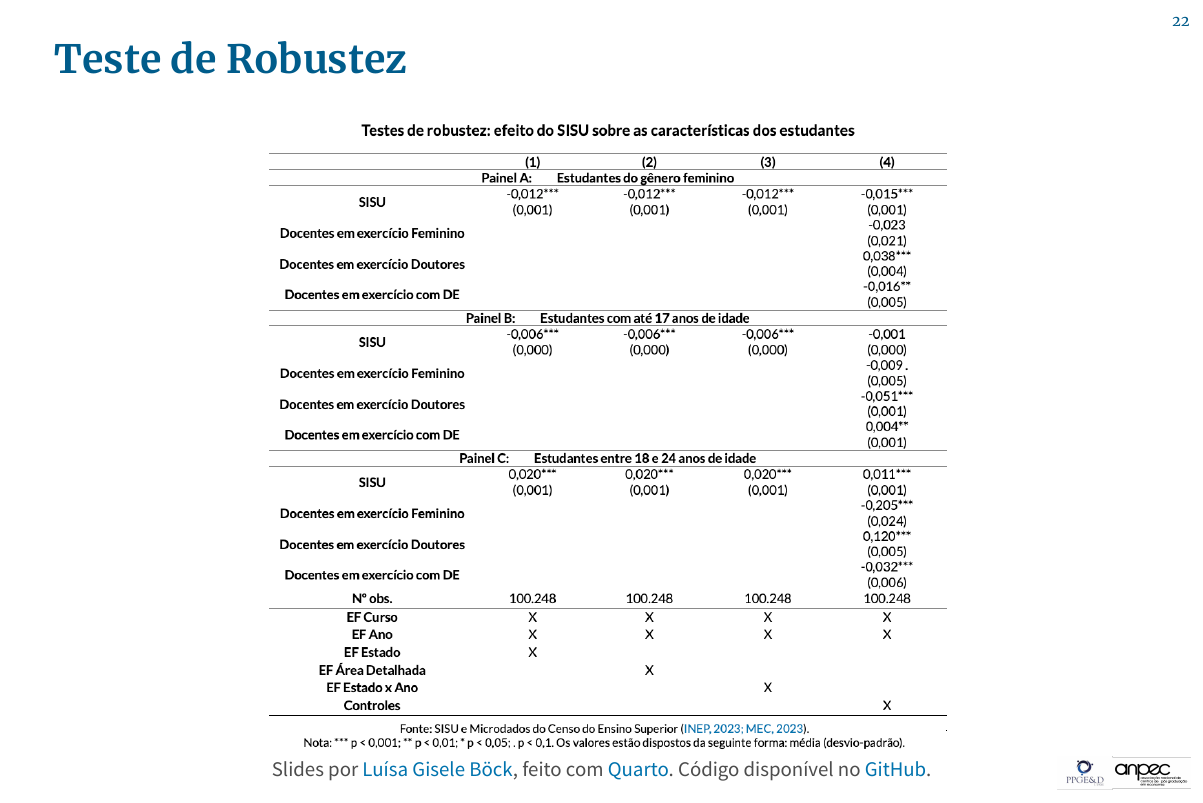 22
Teste de Robustez
Testes de robustez: efeito do SISU sobre as características dos estudantes
(1) (2) (3) (4)
Painel A: Estudantes do gênero feminino
SISU -0,012*** -0,012*** -0,012*** -0,015***
(0,001) (0,001) (0,001) (0,001)
Docentes em exercício Feminino -0,023
(0,021)
Docentes em exercício Doutores 0,038***
(0,004)
Docentes em exercício com DE -0,016**
(0,005)
Painel B: Estudantes com até 17 anos de idade
SISU -0,006*** -0,006*** -0,006*** -0,001
(0,000) (0,000) (0,000) (0,000)
Docentes em exercício Feminino -0,009 .
(0,005)
Docentes em exercício Doutores -0,051***
(0,001)
Docentes em exercício com DE 0,004**
(0,001)
Painel C: Estudantes entre 18 e 24 anos de idade
SISU 0,020*** 0,020*** 0,020*** 0,011***
(0,001) (0,001) (0,001) (0,001)
Docentes em exercício Feminino -0,205***
(0,024)
Docentes em exercício Doutores 0,120***
(0,005)
Docentes em exercício com DE -0,032***
(0,006)
Nº obs. 100.248 100.248 100.248 100.248
EF Curso X X X X
EF Ano X X X X
EF Estado X
EF Área Detalhada X
EF Estado x Ano X
Controles X
Fonte: SISU e Microdados do Censo do Ensino Superior (INEP, 2023; MEC, 2023).
Nota: *** p < 0,001; ** p < 0,01; * p < 0,05; . p < 0,1. Os valores estão dispostos da seguinte forma: média (desvio-padrão).
Slides por Luísa Gisele Böck, feito com Quarto. Código disponível no GitHub.
PPGE&D
anpec